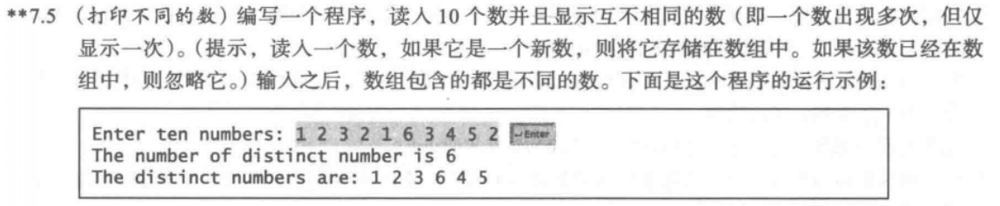 **7.5 （打印不同的数）编写一个程序，读入 10 个数并且显示互不相同的数（即一个数出现多次，但仅
显示一次）。（提示，读入一个数，如果它是一个新数，则将它存储在数组中。如果该数已经在数
组中，则忽略它。）输入之后，数组包含的都是不同的数。下面是这个程序的运行示例：
Enter ten numbers: 1 2 3 2 1 6 3 4 5 2 ↵Enter
The number of distinct number is 6
The distinct numbers are: 1 2 3 6 4 5